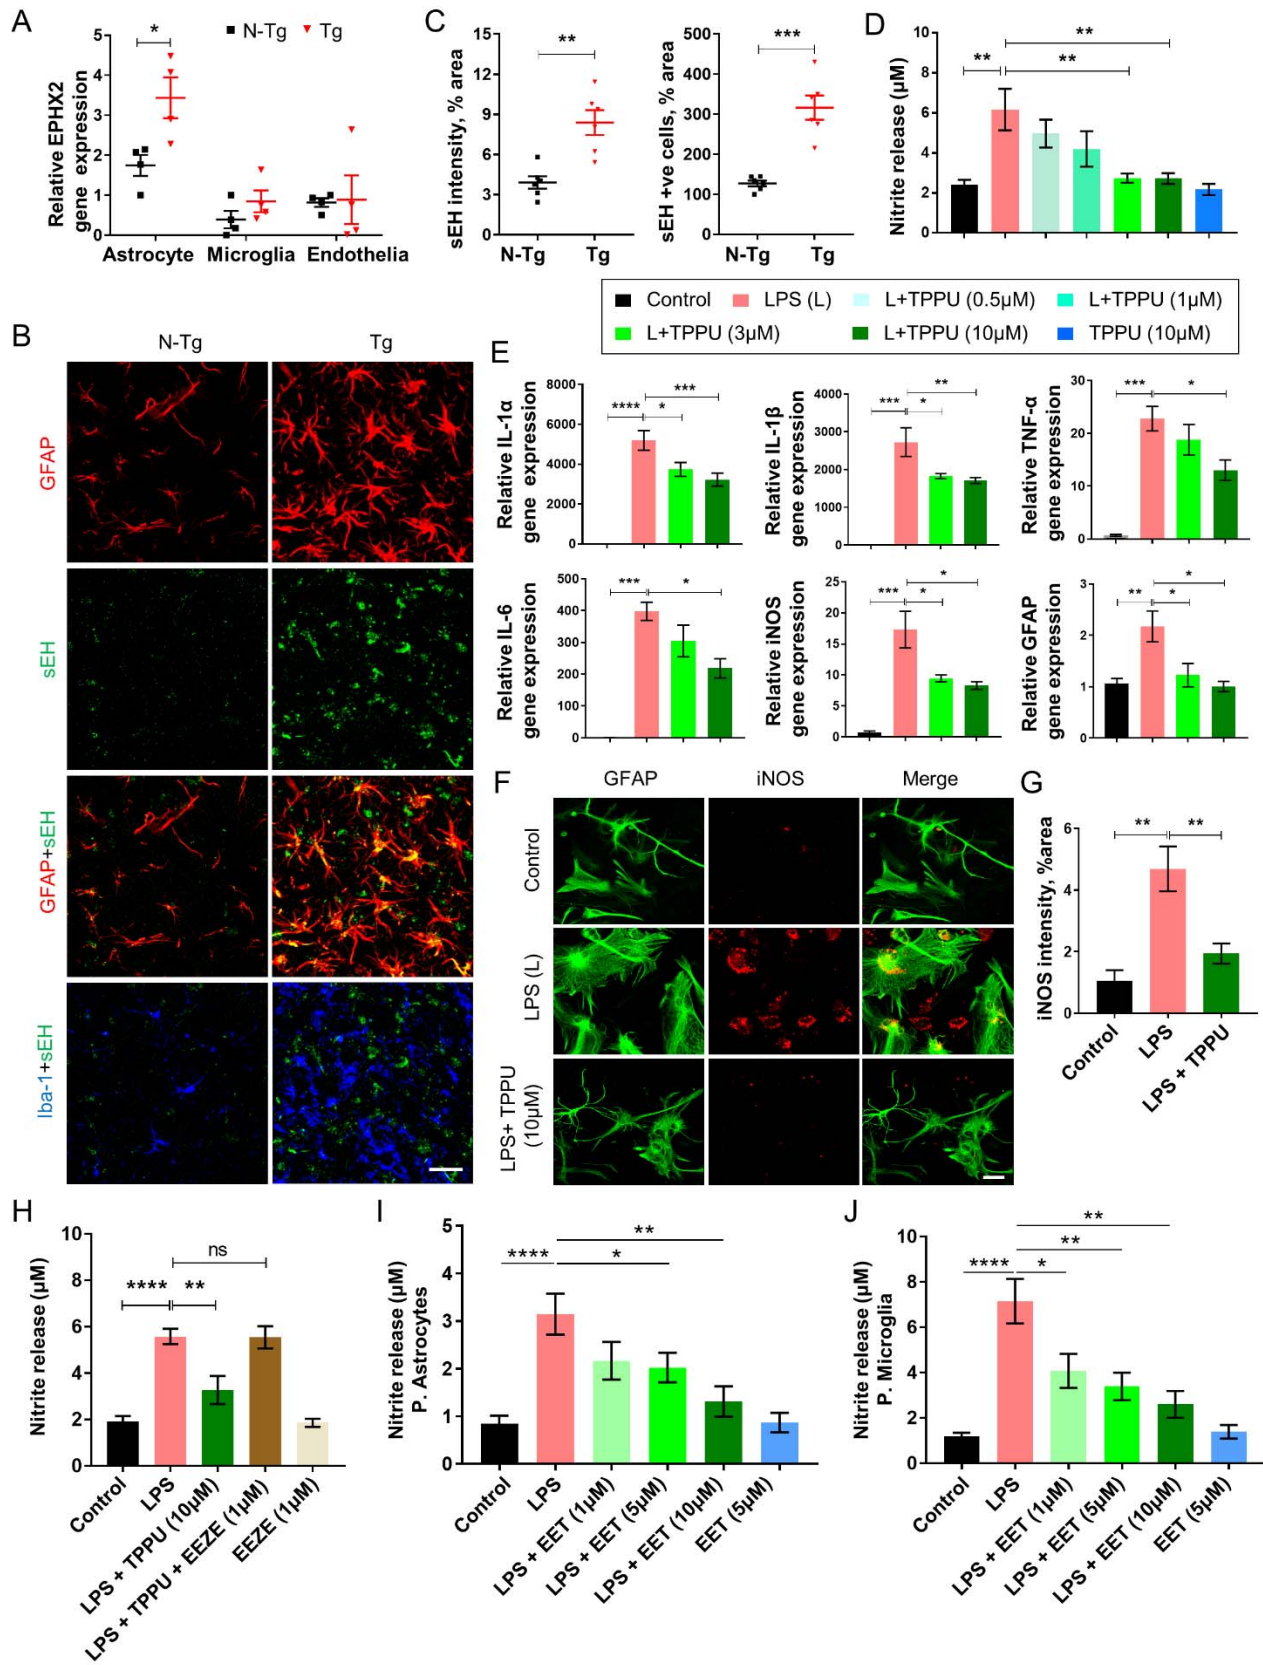 A
*
N-Tg
Tg
Relative EPHX2
gene expression
5
4
3
2
1
0
Astrocyte
Microglia
Endothelia
C
sEH intensity, % area
15
12
9
6
3
0
**
N-Tg
Tg
sEH +ve cells, % area
500
400
300
200
100
0
***
N-Tg
Tg
D
Nitrite release (µM)
10
8
6
4
2
0
**
**
**
Control
LPS (L)
L+TPPU (0.5µM)
L+TPPU (1µM)
L+TPPU (3µM)
L+TPPU (10µM)
TPPU (10µM)
B
N-Tg
Tg
GFAP
sEH
GFAP+sEH
Iba-1+sEH
E
Relative IL-1α
gene expression
8000
6000
4000
2000
0
****
*
***
Relative IL-1β
gene expression
4000
3000
2000
1000
0
***
*
**
Relative TNF-α
gene expression
30
20
10
0
***
*
Relative IL-6
gene expression
500
400
300
200
100
0
***
*
Relative iNOS
gene expression
25
20
15
10
5
0
***
*
*
Relative GFAP
gene expression
3
2
1
0
**
*
*
F
GFAP
iNOS
Merge
Control
LPS (L)
LPS+ TPPU
(10µM)
G
iNOS intensity, %area
6
4
2
0
**
**
Control
LPS
LPS + TPPU
H
Nitrite release (µM)
10
8
6
4
2
0
****
**
ns
Control
LPS
LPS + TPPU (10µM)
LPS + TPPU + EEZE (1µM)
EEZE (1µM)
I
Nitrite release (µM)
P. Astrocytes
5
4
3
2
1
0
****
*
**
Control
LPS
LPS + EET (1µM)
LPS + EET (5µM)
LPS + EET (10µM)
EET (5µM)
J
Nitrite release (µM)
P. Microglia
10
8
6
4
2
0
****
*
**
**
Control
LPS
LPS + EET (1µM)
LPS + EET (5µM)
LPS + EET (10µM)
EET (5µM)